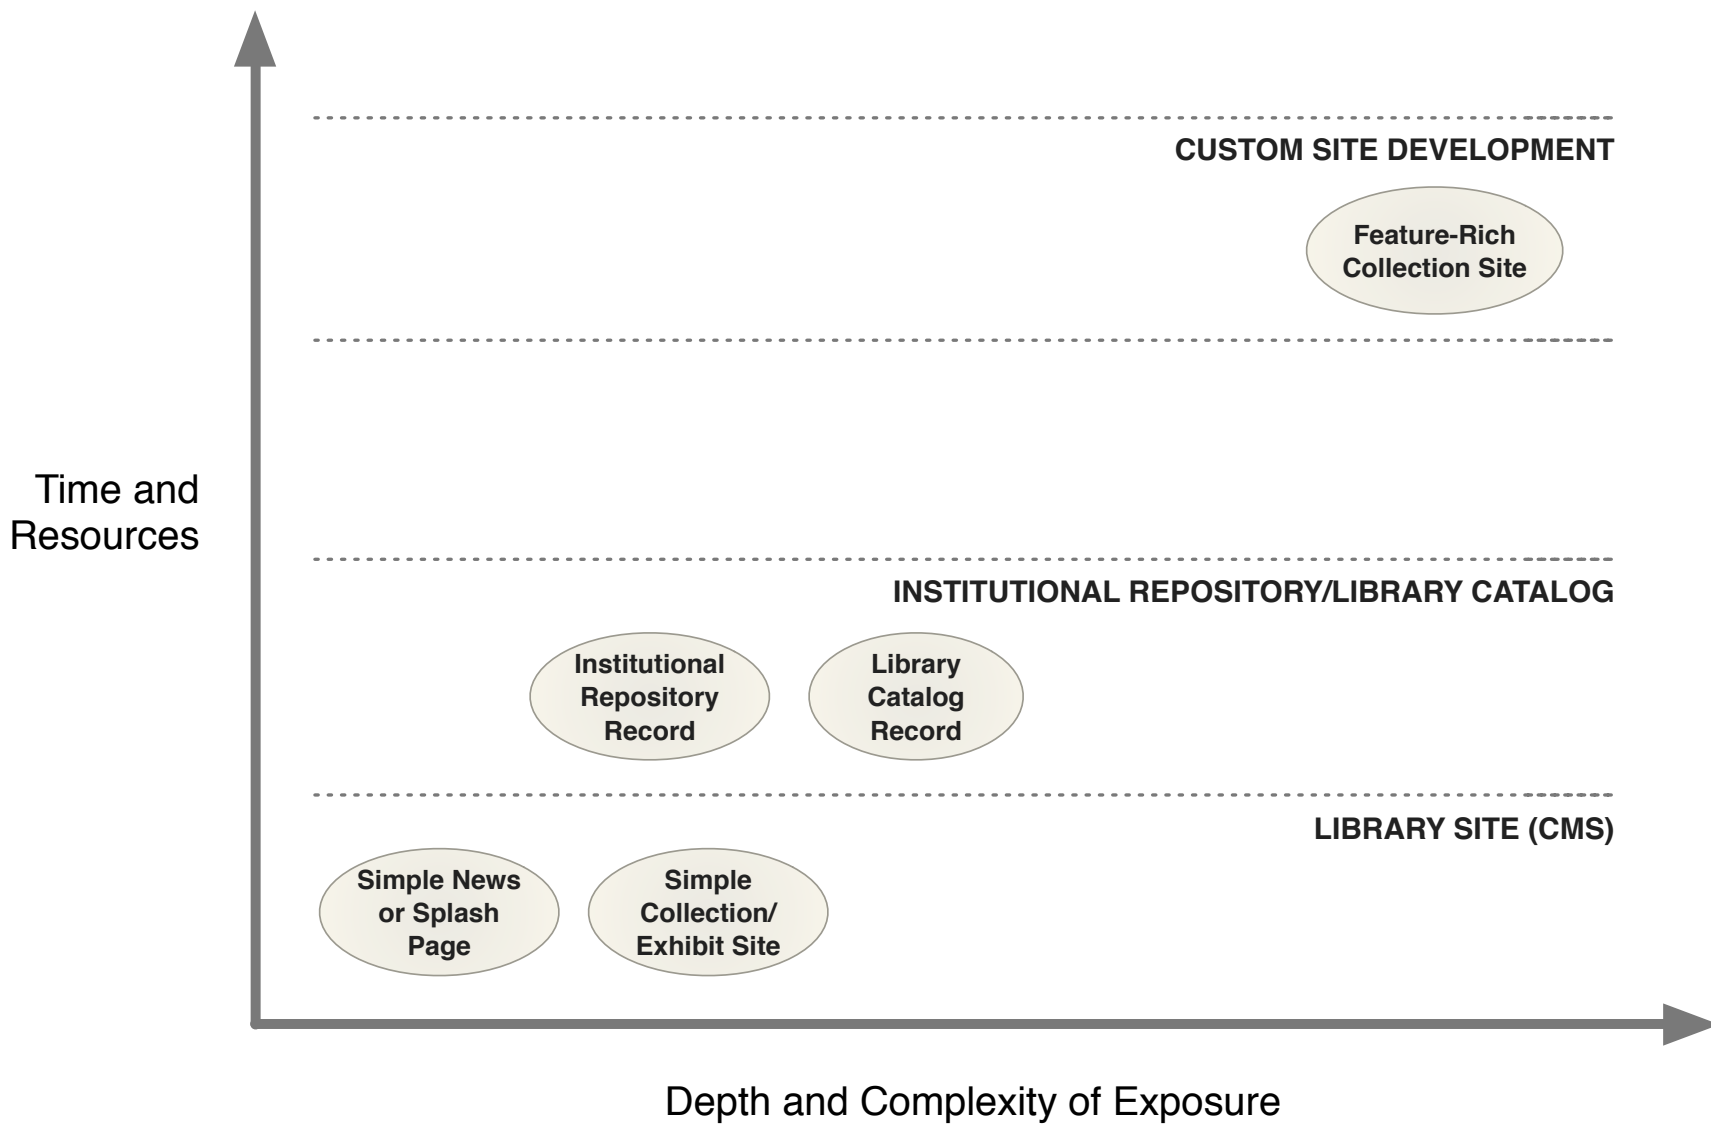 CUSTOM SITE DEVELOPMENT
Feature-Rich
Collection Site
Time and
Resources
INSTITUTIONAL REPOSITORY/LIBRARY CATALOG
Institutional
Repository
Record
Library
Catalog
Record
LIBRARY SITE (CMS)
Simple News
or Splash
Page
Simple
Collection/
Exhibit Site
Depth and Complexity of Exposure